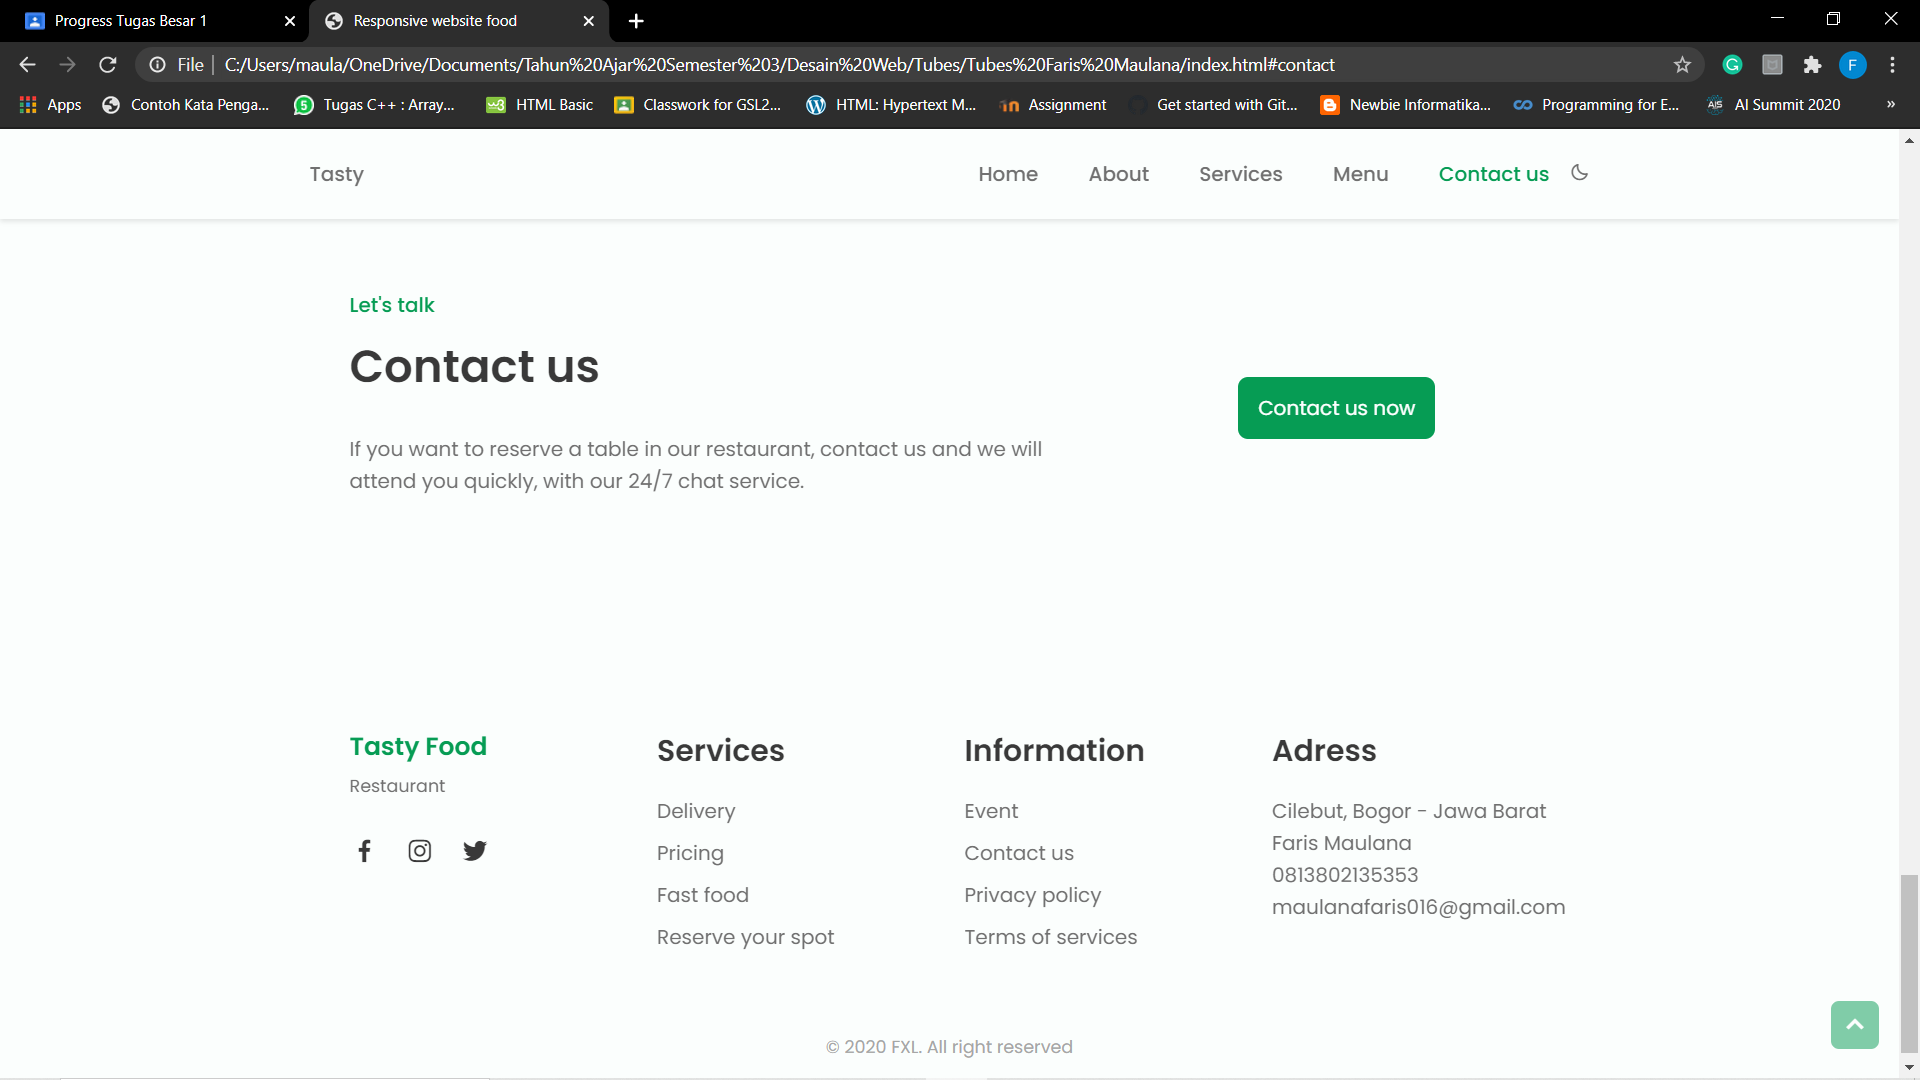 Progress Tugas Besar 1
Responsive website food
File
C:/Users/maula/OneDrive/Documents/Tahun%20Ajar%20Semester%203/Desain%20Web/Tubes/Tubes%20Faris%20Maulana/index.html#contact
F
Apps
Contoh Kata Penga...
5
Tugas C++ : Array...
w3
HTML Basic
Classwork for GSL2...
HTML: Hypertext M...
Assignment
Get started with Git...
Newbie Informatika...
Programming for E...
AIS
AI Summit 2020
»
Tasty
Home
About
Services
Menu
Contact us
Let's talk
Contact us
If you want to reserve a table in our restaurant, contact us and we will
attend you quickly, with our 24/7 chat service.
Contact us now
Tasty Food
Restaurant
Services
Delivery
Pricing
Fast food
Reserve your spot
Information
Event
Contact us
Privacy policy
Terms of services
Adress
Cilebut, Bogor - Jawa Barat
Faris Maulana
0813802135353
maulanafaris016@gmail.com
© 2020 FXL. All right reserved